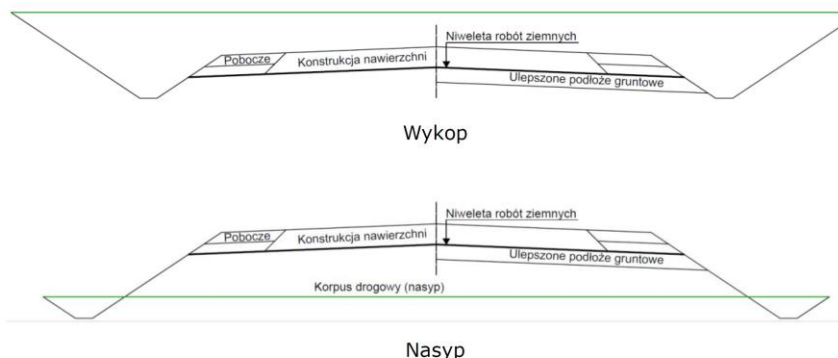 Niweleta robót ziemnych
Pobocze
Konstrukcja nawierzchni
Ulepszone podłoże gruntowe
Wykop
Niweleta robót ziemnych
Pobocze
Konstrukcja nawierzchni
Ulepszone podłoże gruntowe
Korpus drogowy (nasyp)
Nasyp